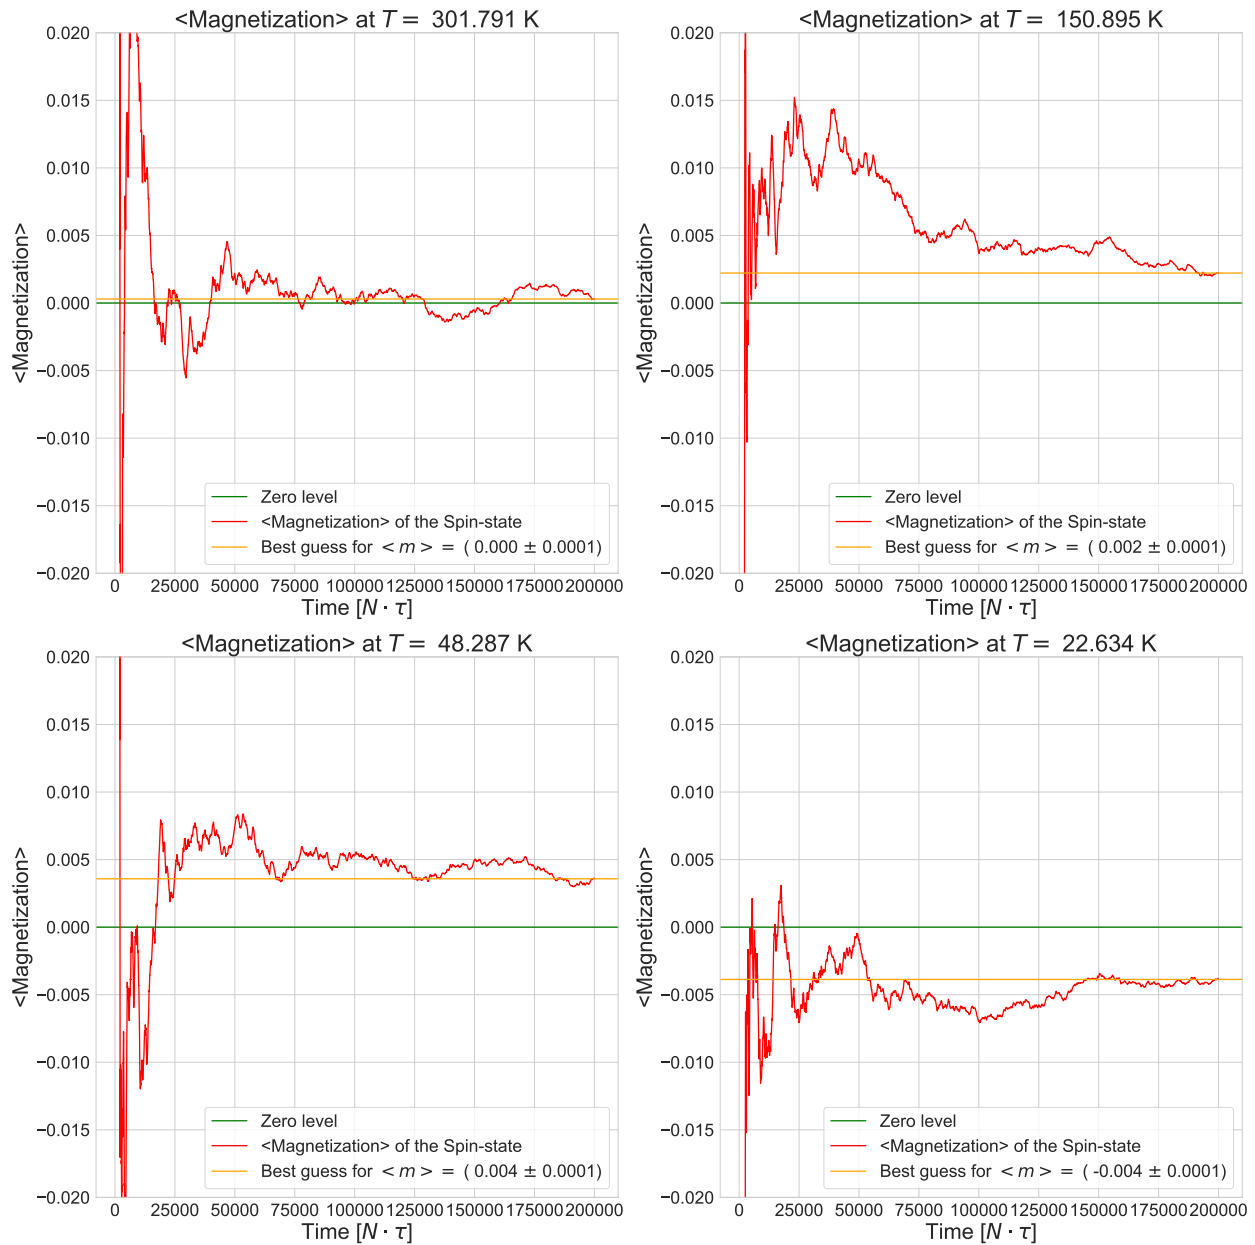 <Magnetization> at T = 301.791 K
0.020
0.015
0.010
0.005
0.000
−0.005
−0.010
−0.015
−0.020
<Magnetization>
Zero level
<Magnetization> of the Spin-state
Best guess for < m > = ( 0.000 ± 0.0001)
0 25000 50000 75000 100000 125000 150000 175000 200000
Time [N · τ]
<Magnetization> at T = 150.895 K
0.020
0.015
0.010
0.005
0.000
−0.005
−0.010
−0.015
−0.020
<Magnetization>
Zero level
<Magnetization> of the Spin-state
Best guess for < m > = ( 0.002 ± 0.0001)
0 25000 50000 75000 100000 125000 150000 175000 200000
Time [N · τ]
<Magnetization> at T = 48.287 K
0.020
0.015
0.010
0.005
0.000
−0.005
−0.010
−0.015
−0.020
<Magnetization>
Zero level
<Magnetization> of the Spin-state
Best guess for < m > = ( 0.004 ± 0.0001)
0 25000 50000 75000 100000 125000 150000 175000 200000
Time [N · τ]
<Magnetization> at T = 22.634 K
0.020
0.015
0.010
0.005
0.000
−0.005
−0.010
−0.015
−0.020
<Magnetization>
Zero level
<Magnetization> of the Spin-state
Best guess for < m > = ( -0.004 ± 0.0001)
0 25000 50000 75000 100000 125000 150000 175000 200000
Time [N · τ]